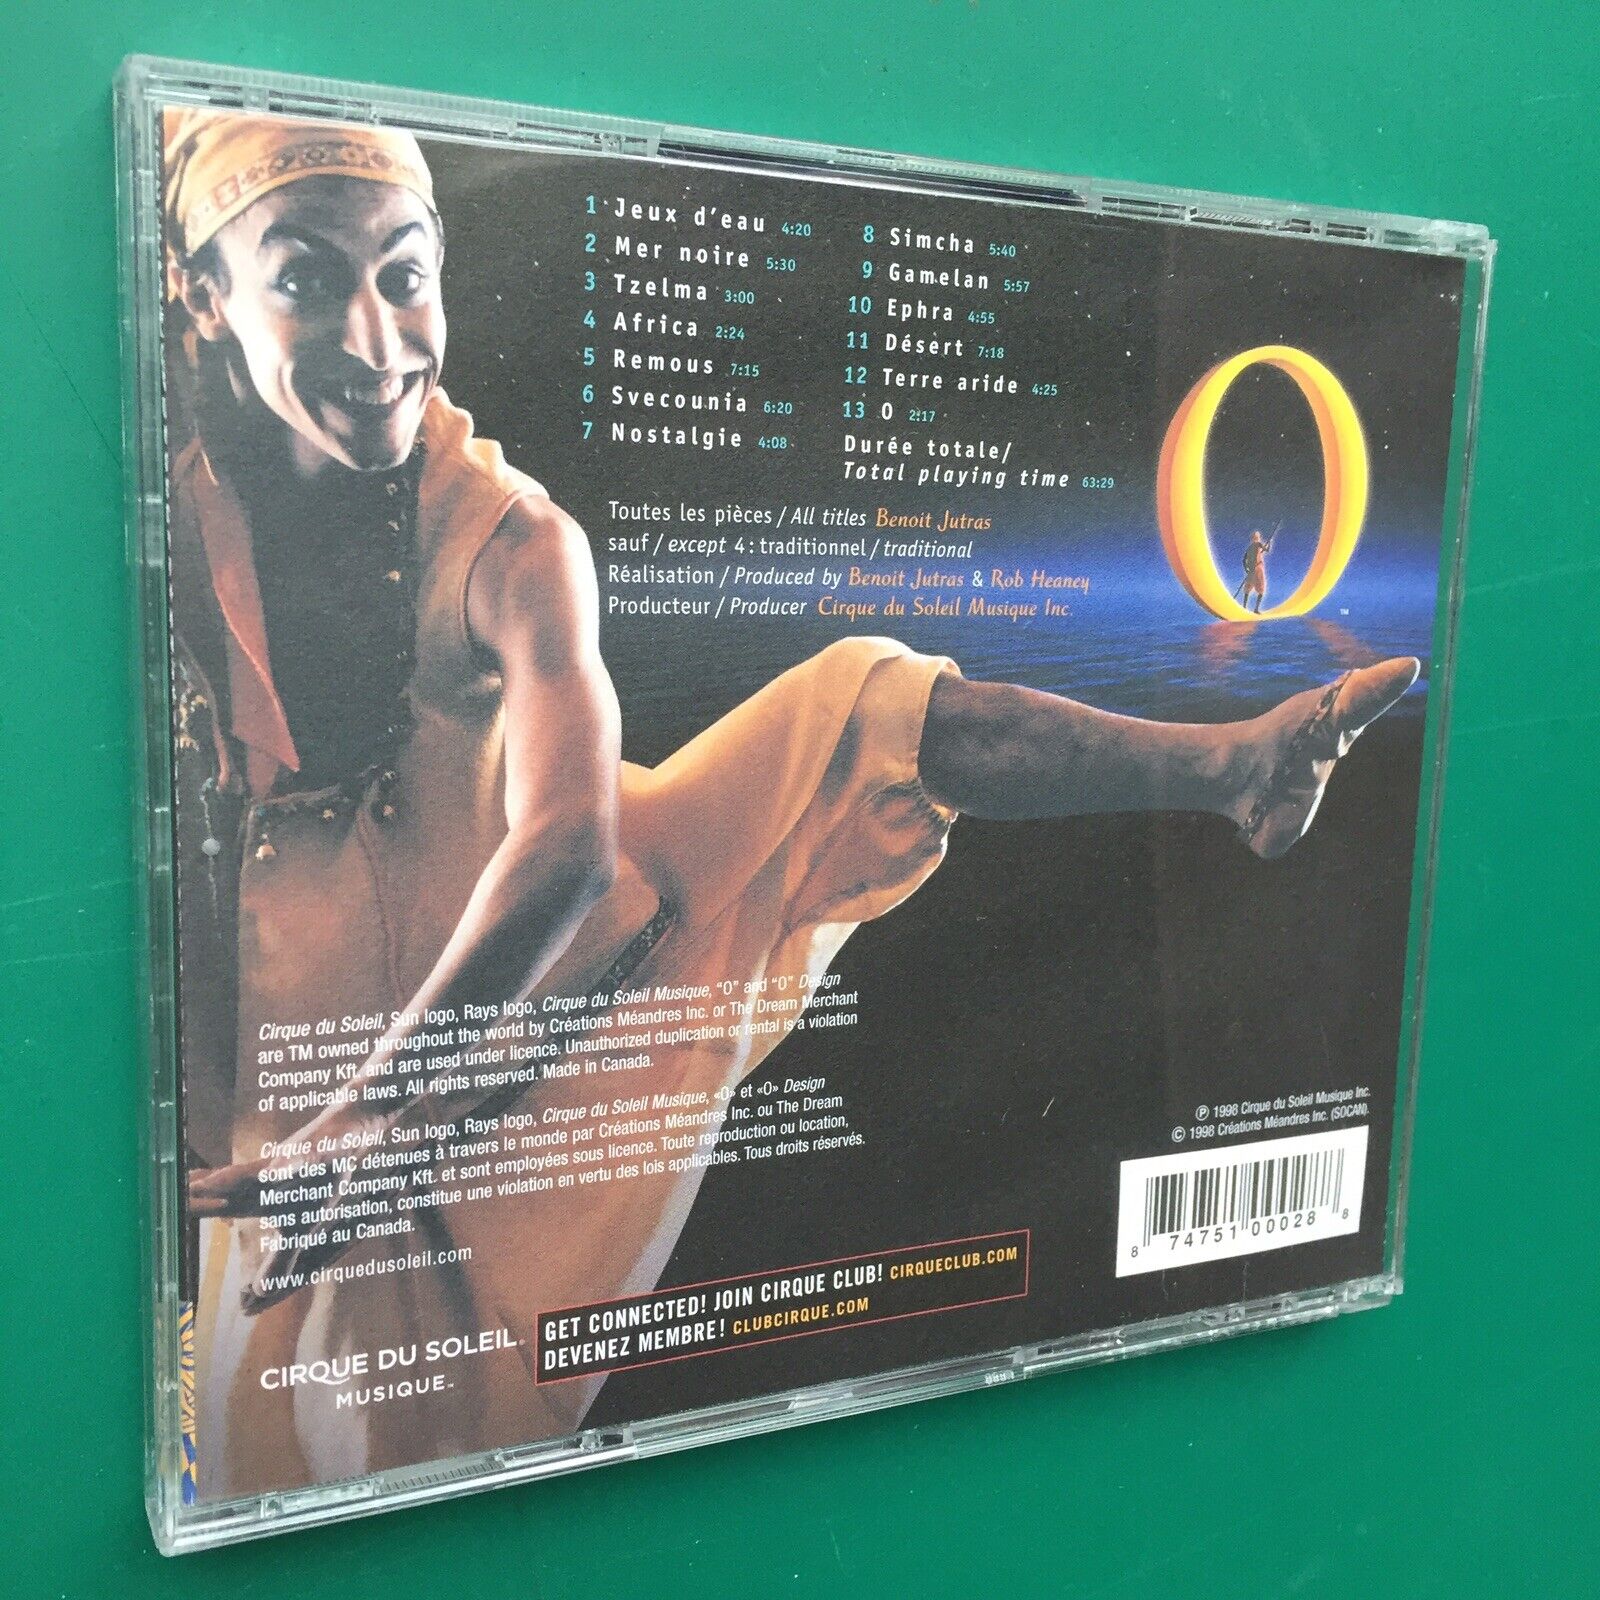 1 Jeux d'eau 4:20
2 Mer noire 5:30
3 Tzelma 3:00
4 Africa 2:24
5 Remous 7:15
6 Svecounia 6:20
7 Nostalgie 4:08
8 Simcha 5:40
9 Gamelan 5:57
10 Ephra 4:55
11 Désert 7:18
12 Terre aride 4:25
13 O 2:17
Durée totale/
Total playing time 63:29
Toutes les pièces / All titles Benoit Jutras
sauf / except 4 : traditionnel / traditional
Réalisation / Produced by Benoit Jutras & Rob Heaney
Producteur / Producer Cirque du Soleil Musique Inc.
O
TM
Cirque du Soleil, Sun logo, Rays logo, Cirque du Soleil Musique, "O" and "O" Design
are TM owned throughout the world by Créations Méandres Inc. or The Dream Merchant
Company Kft. and are used under licence. Unauthorized duplication or rental is a violation
of applicable laws. All rights reserved. Made in Canada.
Cirque du Soleil, Sun logo, Rays logo, Cirque du Soleil Musique, «O» et «O» Design
sont des MC détenues à travers le monde par Créations Méandres Inc. ou The Dream
Merchant Company Kft. et sont employées sous licence. Toute reproduction ou location,
sans autorisation, constitue une violation en vertu des lois applicables. Tous droits réservés.
Fabriqué au Canada.
www.cirquedusoleil.com
℗ 1998 Cirque du Soleil Musique Inc.
© 1998 Créations Méandres Inc. (SOCAN).
8 74751 00028 8
GET CONNECTED! JOIN CIRQUE CLUB! CIRQUECLUB.COM
DEVENEZ MEMBRE! CLUBCIRQUE.COM
CIRQUE DU SOLEIL®
MUSIQUE™